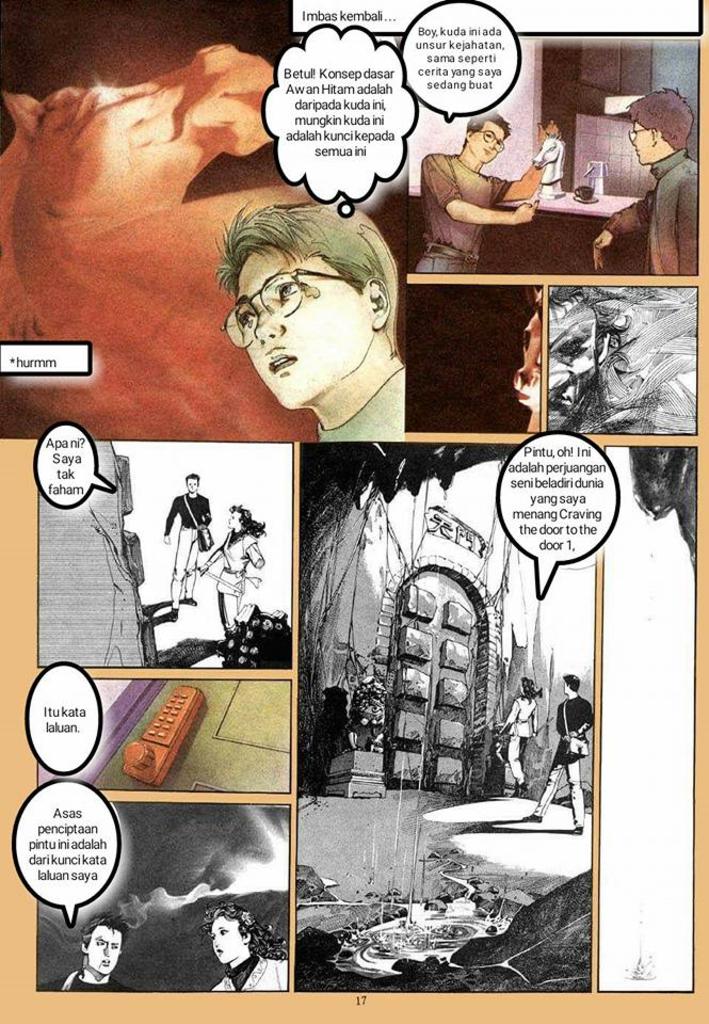 Imbas kembali...
Boy, kuda ini ada
unsur kejahatan,
sama seperti
cerita yang saya
sedang buat
Betul! Konsep dasar
Awan Hitam adalah
daripada kuda ini,
mungkin kuda ini
adalah kunci kepada
semua ini
*hurmm
Apa ni?
Saya
tak
faham
Pintu, oh! Ini
adalah perjuangan
seni beladiri dunia
yang saya
menang Craving
the door to the
door 1,
天門
Itu kata
laluan.
Asas
penciptaan
pintu ini adalah
dari kunci kata
laluan saya
17